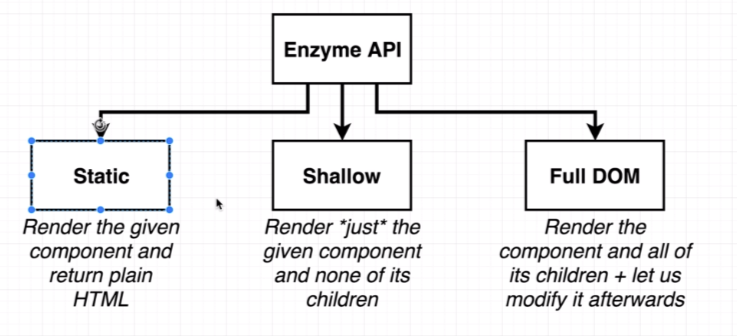 Enzyme API
Static
Shallow
Full DOM
Render the given
component and
return plain
HTML
Render *just* the
given component
and none of its
children
Render the
component and all of
its children + let us
modify it afterwards